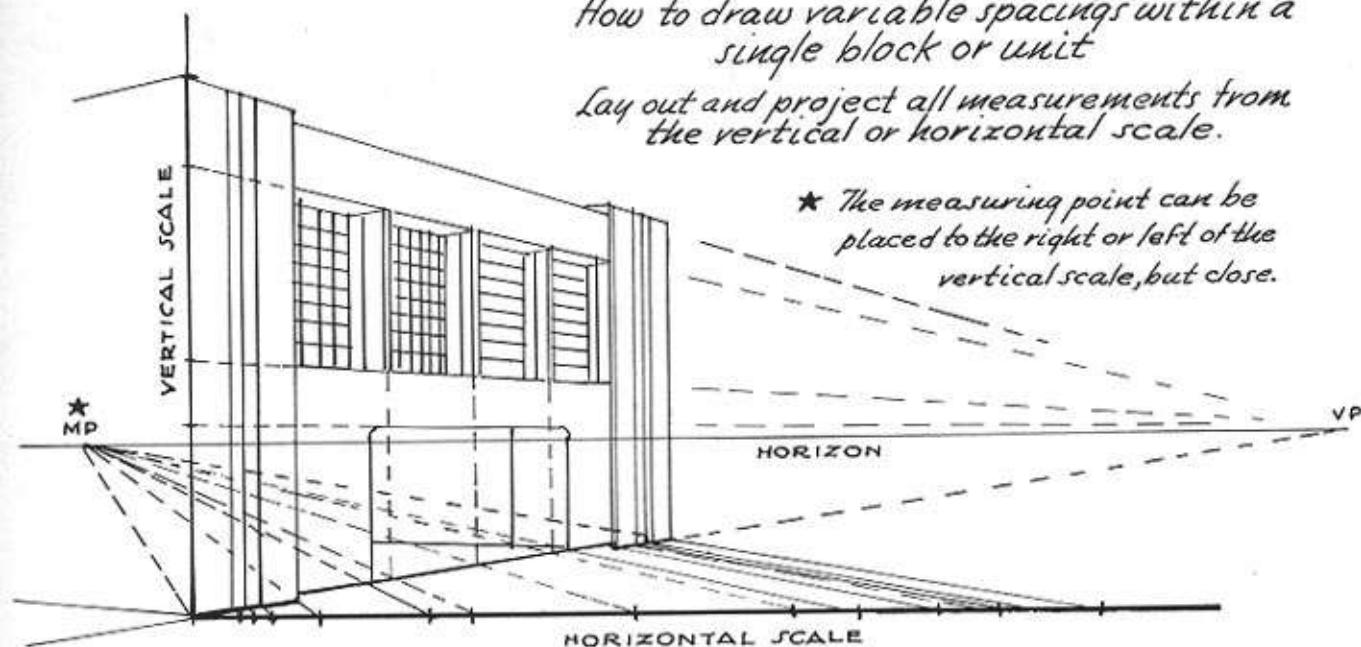 How to draw variable spacings within a
single block or unit
Lay out and project all measurements from
the vertical or horizontal scale.
★ The measuring point can be
placed to the right or left of the
vertical scale, but close.
VERTICAL SCALE
★
MP
VP
HORIZON
HORIZONTAL SCALE